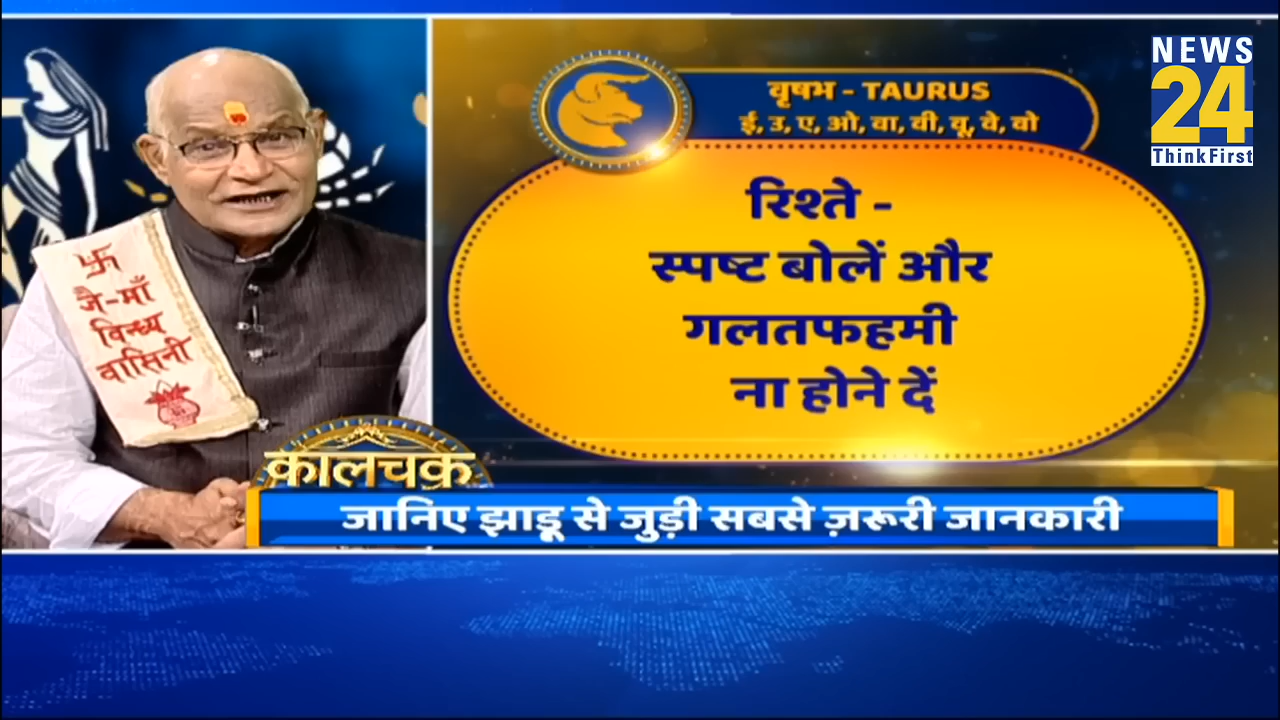 NEWS
24
ThinkFirst
वृषभ - TAURUS
ई, उ, ए, ओ, वा, वी, वू, वे, वो
रिश्ते -
स्पष्ट बोलें और
गलतफहमी
ना होने दें
जै-माँ
विन्ध्य
वासिनी
कालचक्र
जानिए झाड़ू से जुड़ी सबसे ज़रूरी जानकारी